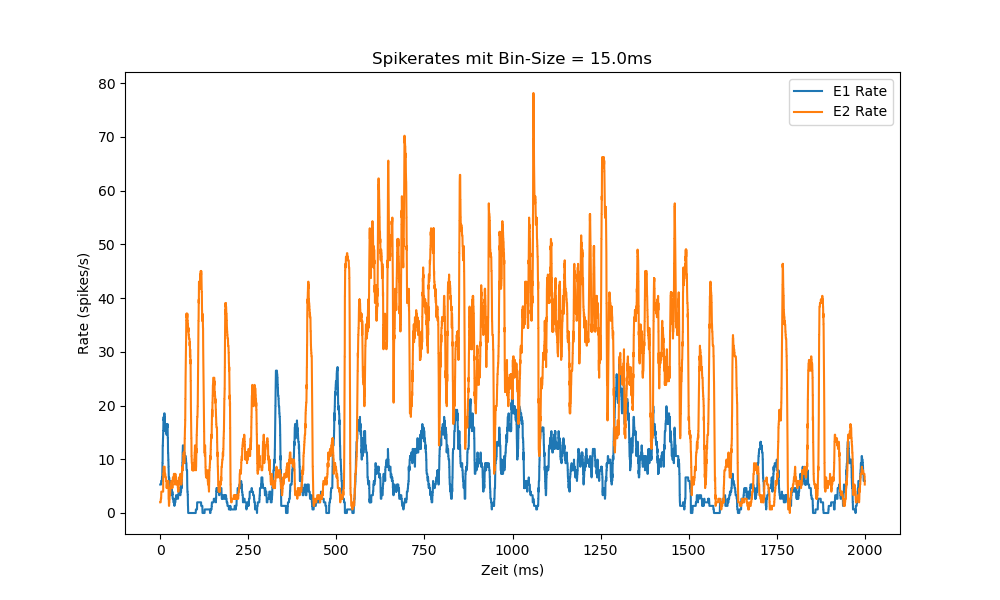 Spikerates mit Bin-Size = 15.0ms
E1 Rate
E2 Rate
80
70
60
50
40
30
20
10
0
Rate (spikes/s)
0 250 500 750 1000 1250 1500 1750 2000
Zeit (ms)